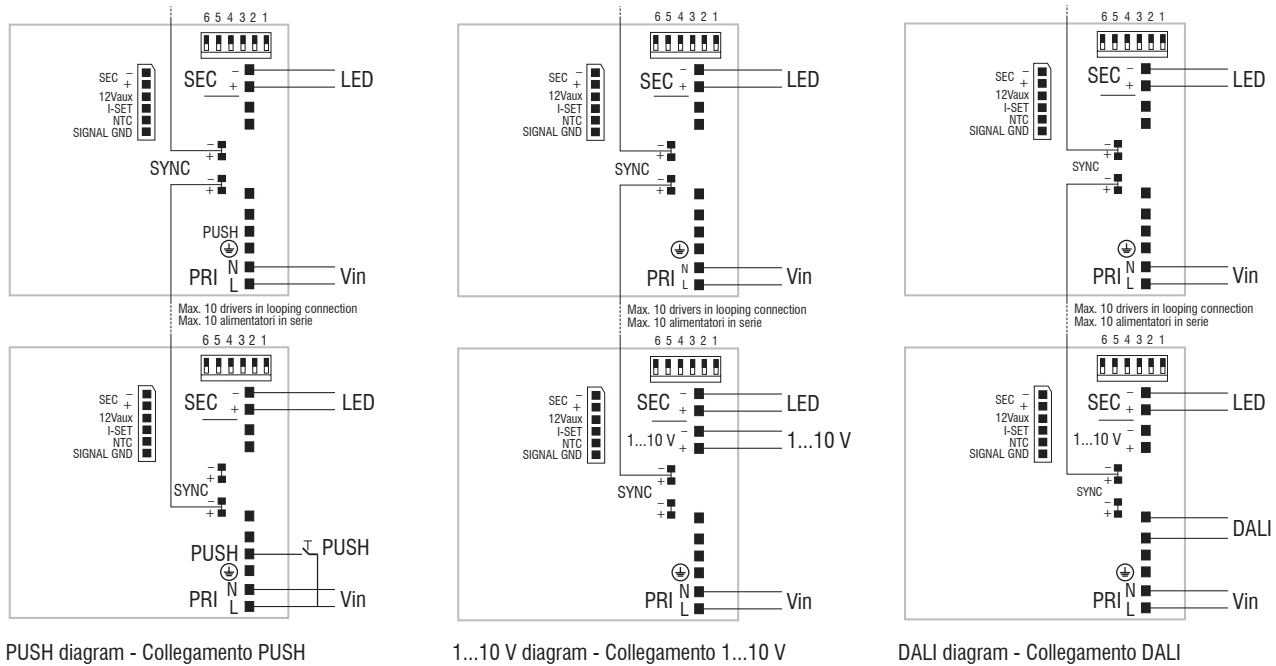 6 5 4 3 2 1
SEC –
+
12Vaux
I-SET
NTC
SIGNAL GND
SEC –
+
LED
–
+
SYNC
–
+
PUSH
N
PRI
L
Vin
Max. 10 drivers in looping connection
Max. 10 alimentatori in serie
6 5 4 3 2 1
SEC –
+
12Vaux
I-SET
NTC
SIGNAL GND
SEC –
+
LED
–
+
SYNC
–
+
PUSH
PUSH
N
PRI
L
Vin
PUSH diagram - Collegamento PUSH
6 5 4 3 2 1
SEC –
+
12Vaux
I-SET
NTC
SIGNAL GND
SEC –
+
LED
–
+
SYNC
–
+
N
PRI
L
Vin
Max. 10 drivers in looping connection
Max. 10 alimentatori in serie
6 5 4 3 2 1
SEC –
+
12Vaux
I-SET
NTC
SIGNAL GND
SEC –
+
LED
1...10 V –
+
1...10 V
–
+
SYNC
–
+
N
PRI
L
Vin
1...10 V diagram - Collegamento 1...10 V
6 5 4 3 2 1
SEC –
+
12Vaux
I-SET
NTC
SIGNAL GND
SEC –
+
LED
–
+
SYNC
–
+
N
PRI
L
Vin
Max. 10 drivers in looping connection
Max. 10 alimentatori in serie
6 5 4 3 2 1
SEC –
+
12Vaux
I-SET
NTC
SIGNAL GND
SEC –
+
LED
1...10 V –
+
–
+
SYNC
–
+
DALI
N
PRI
L
Vin
DALI diagram - Collegamento DALI